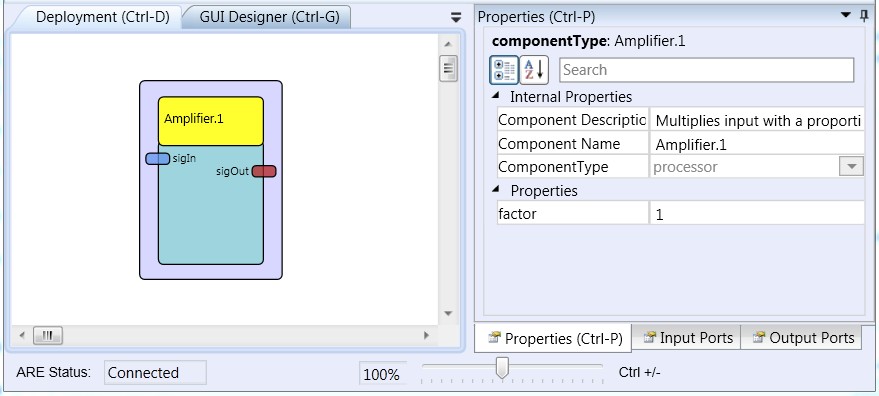 Deployment (Ctrl-D)
GUI Designer (Ctrl-G)
Amplifier.1
sigIn
sigOut
Properties (Ctrl-P)
componentType: Amplifier.1
A
Z
Search
Internal Properties
Component Descriptic Multiplies input with a proporti
Component Name Amplifier.1
ComponentType processor
Properties
factor 1
Properties (Ctrl-P) Input Ports Output Ports
ARE Status: Connected 100% Ctrl +/-